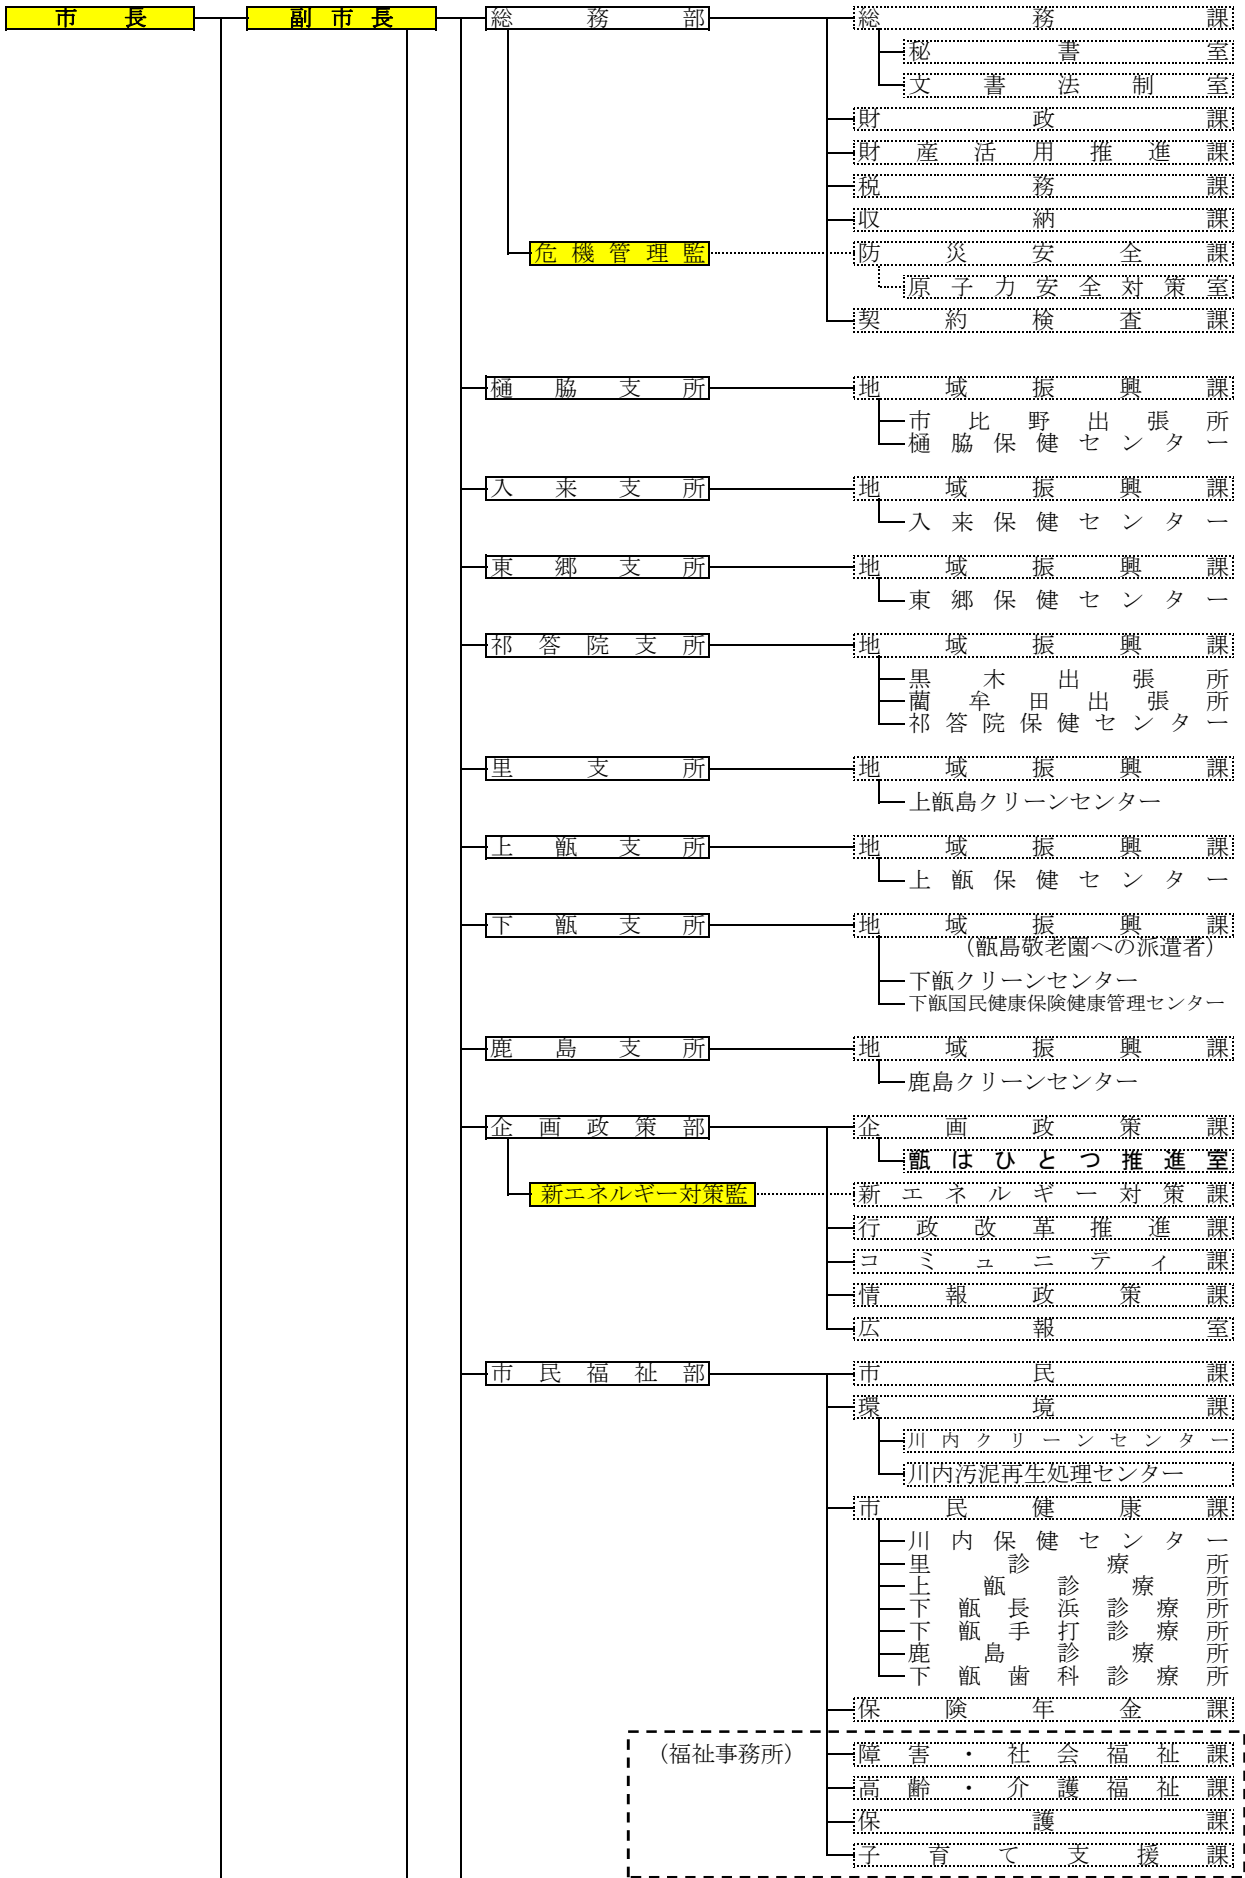 市長 副市長 総務部 総務課
秘書室
文書法制室
財政課
財産活用推進課
税務課
収納課
危機管理監 防災安全課
原子力安全対策室
契約検査課
樋脇支所 地域振興課
市比野出張所
樋脇保健センター
入来支所 地域振興課
入来保健センター
東郷支所 地域振興課
東郷保健センター
祁答院支所 地域振興課
黒木出張所
藺牟田出張所
祁答院保健センター
里支所 地域振興課
上甑島クリーンセンター
上甑支所 地域振興課
上甑保健センター
下甑支所 地域振興課
（甑島敬老園への派遣者）
下甑クリーンセンター
下甑国民健康保険健康管理センター
鹿島支所 地域振興課
鹿島クリーンセンター
企画政策部 企画政策課
甑はひとつ推進室
新エネルギー対策監 新エネルギー対策課
行政改革推進課
コミュニティ課
情報政策課
広報室
市民福祉部 市民課
環境課
川内クリーンセンター
川内汚泥再生処理センター
市民健康課
川内保健センター
里診療所
上甑診療所
下甑長浜診療所
下甑手打診療所
鹿島診療所
下甑歯科診療所
保険年金課
（福祉事務所） 障害・社会福祉課
高齢・介護福祉課
保護課
子育て支援課